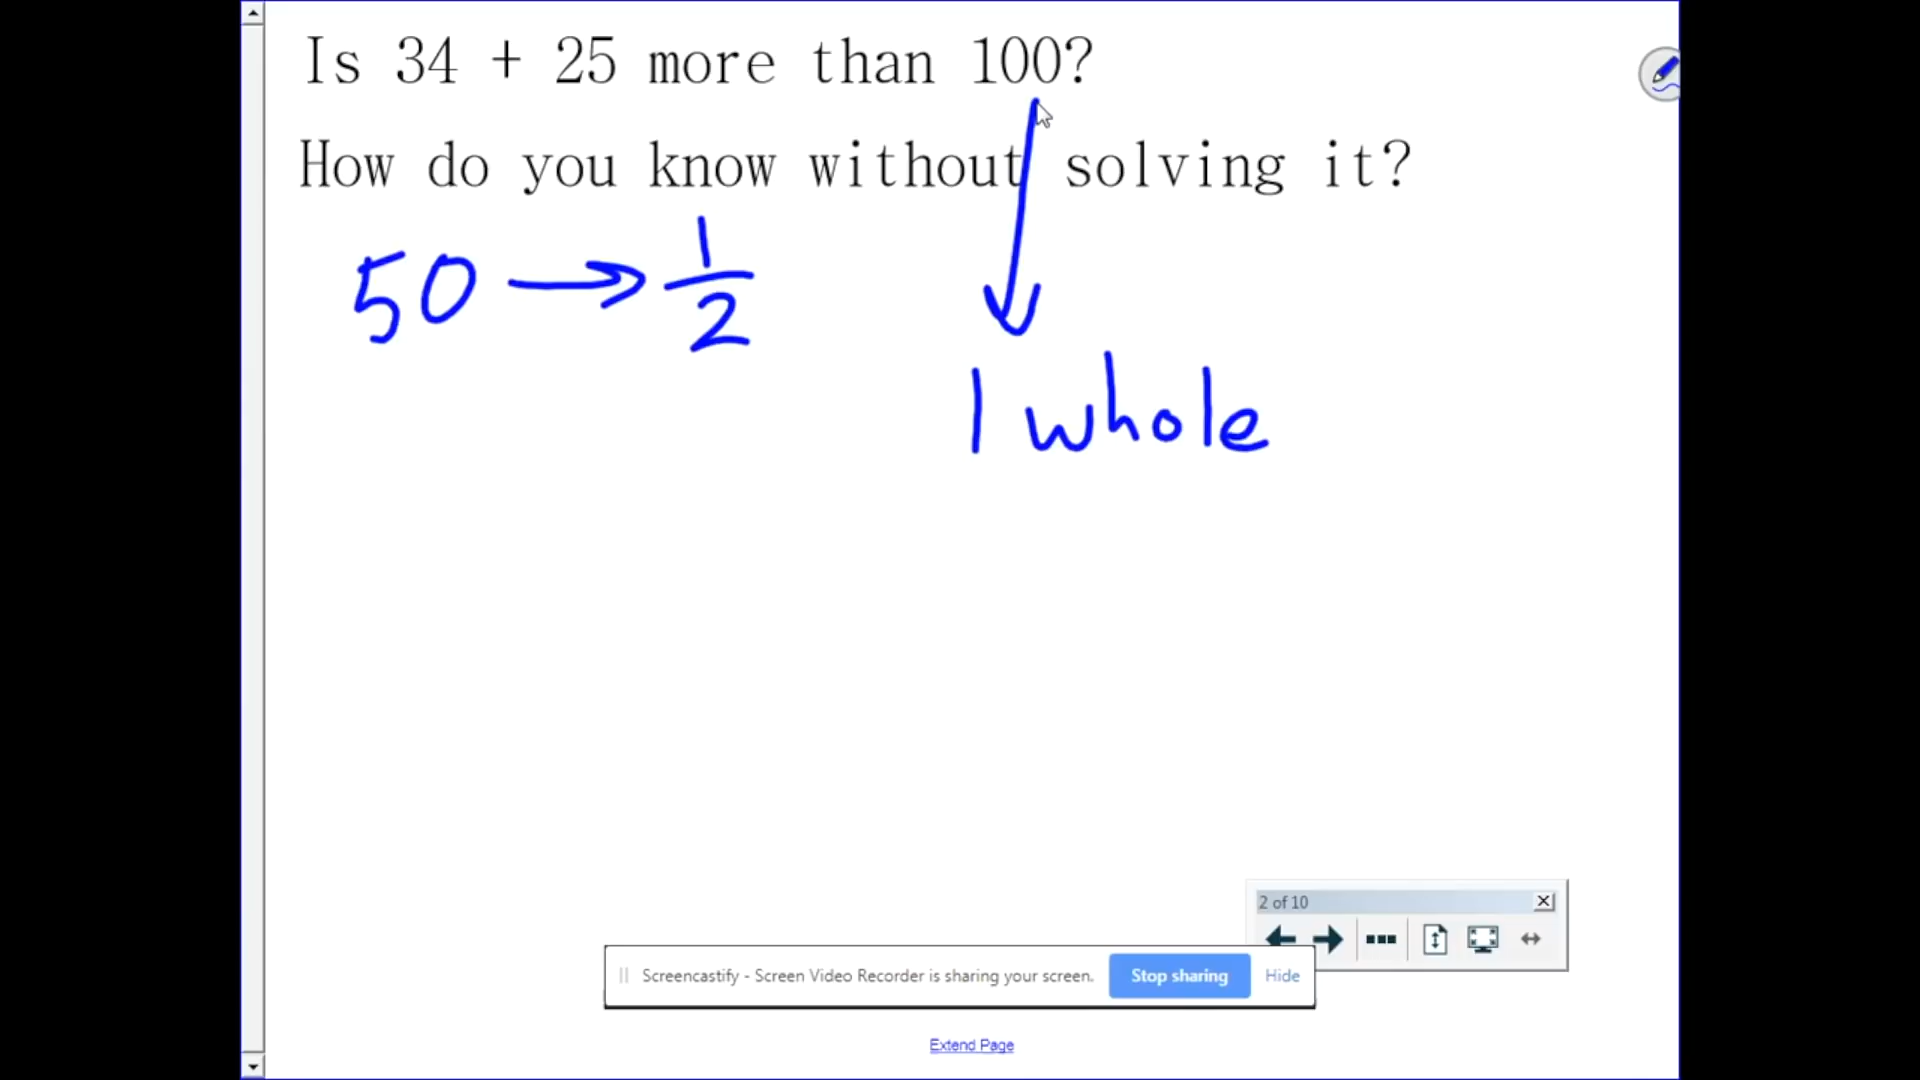 Is 34 + 25 more than 100?
How do you know without solving it?
50 → 1/2
1 whole
2 of 10
Screencastify - Screen Video Recorder is sharing your screen. Stop sharing Hide
Extend Page